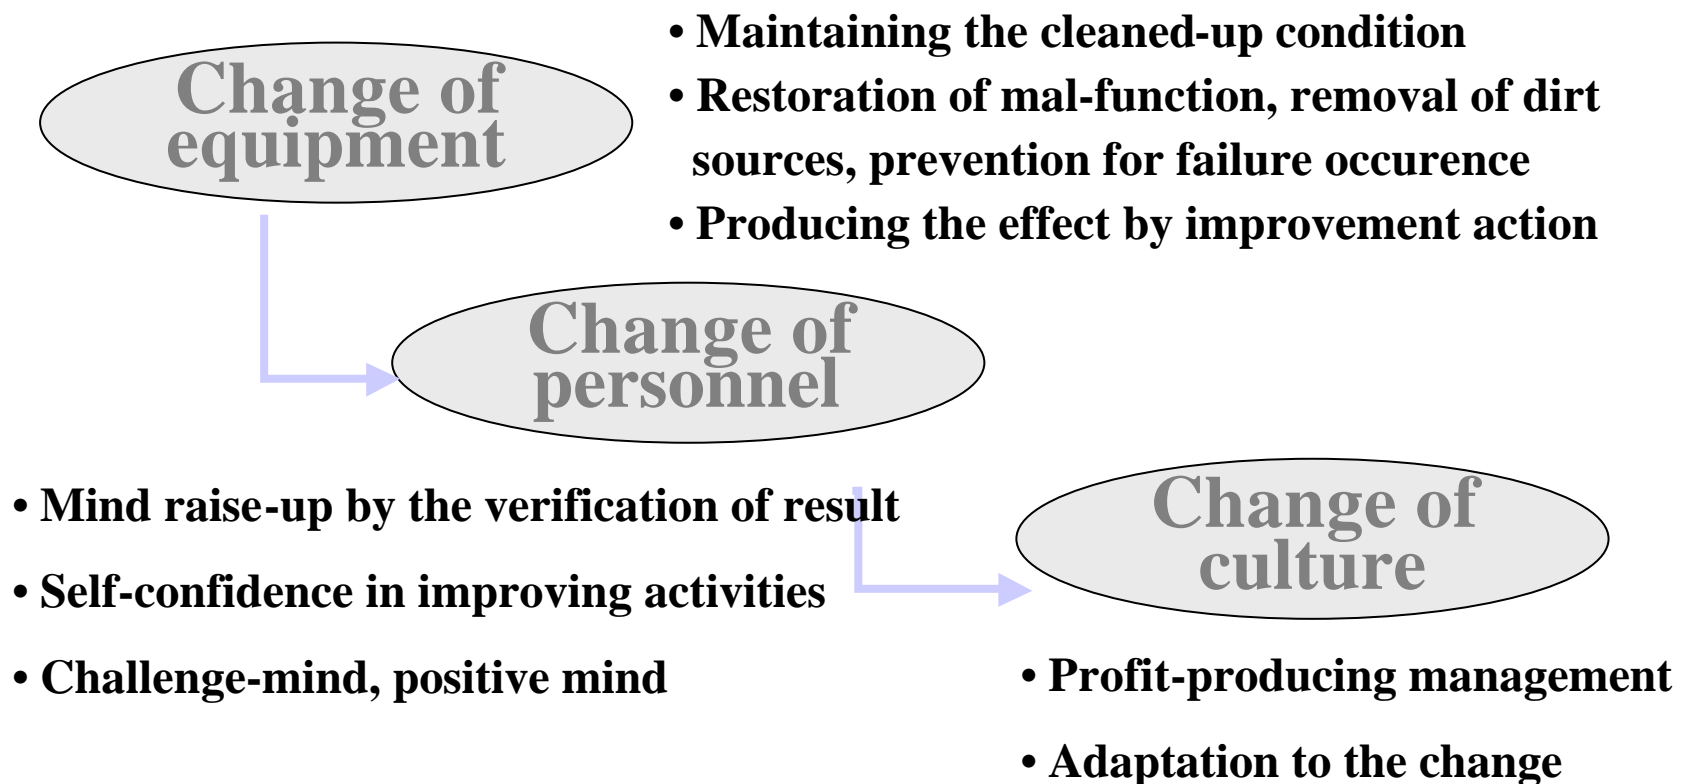 Change of
equipment
• Maintaining the cleaned-up condition
• Restoration of mal-function, removal of dirt
sources, prevention for failure occurence
• Producing the effect by improvement action
Change of
personnel
• Mind raise-up by the verification of result
• Self-confidence in improving activities
• Challenge-mind, positive mind
Change of
culture
• Profit-producing management
• Adaptation to the change